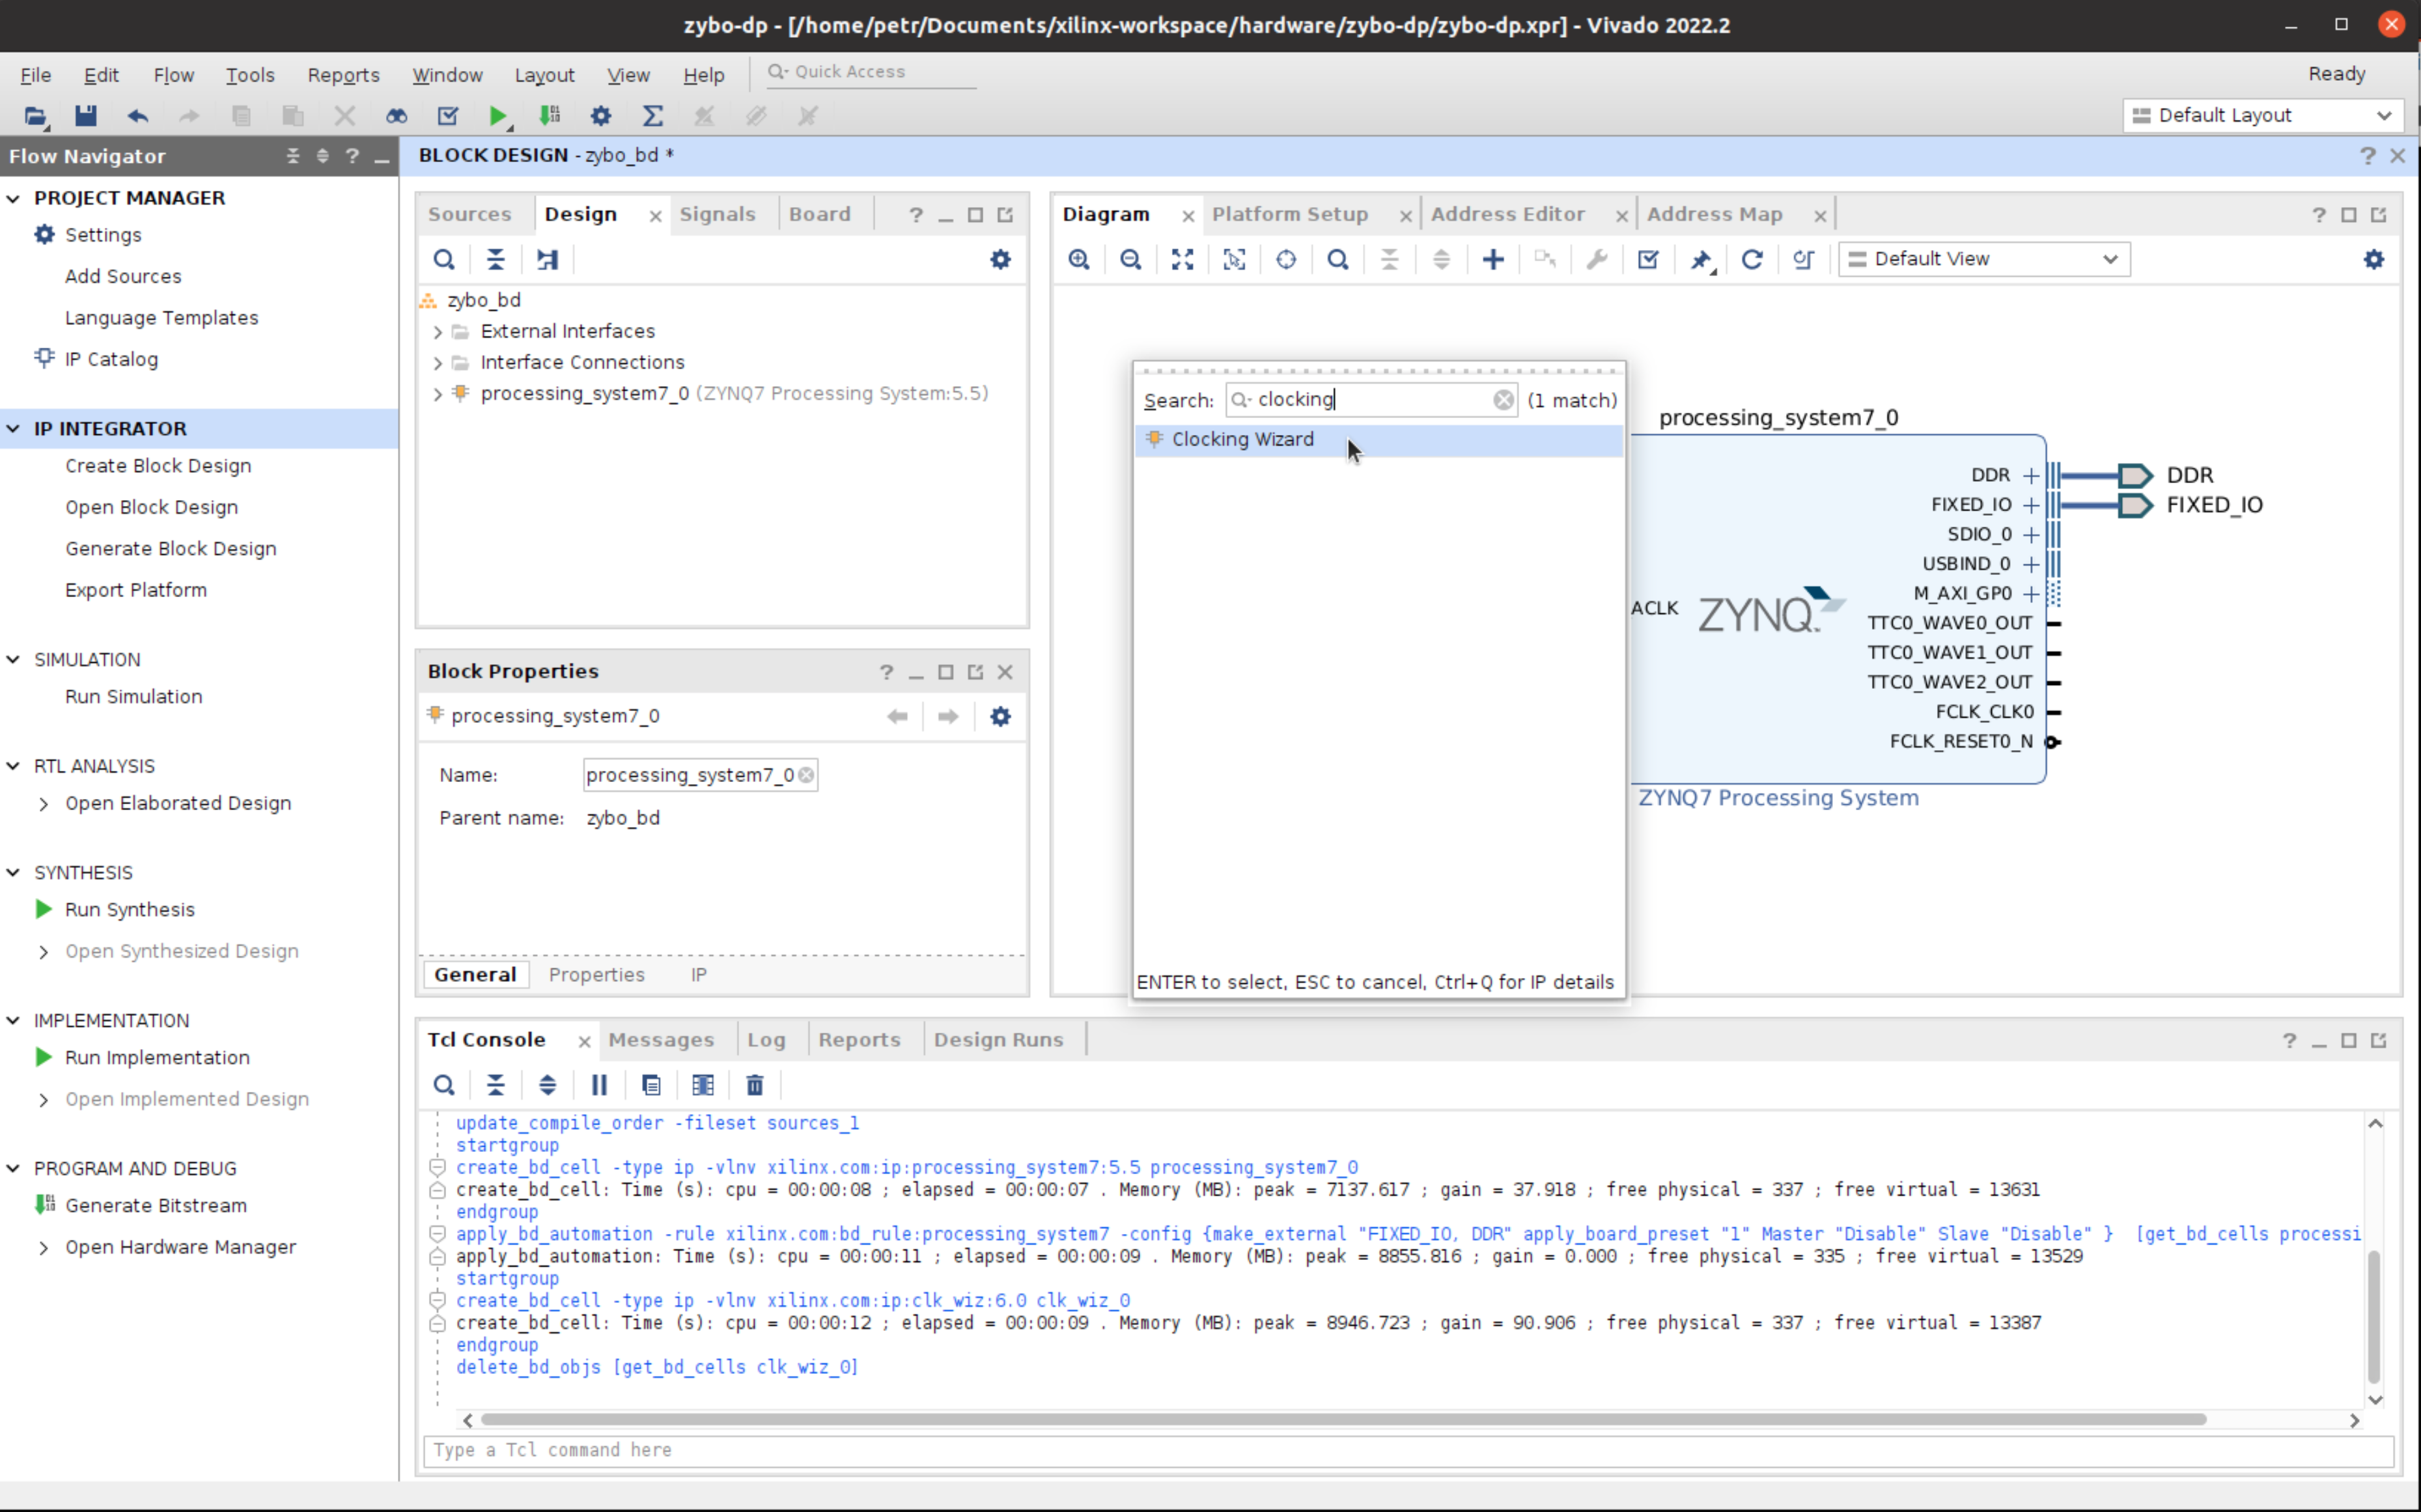 zybo-dp - [/home/petr/Documents/xilinx-workspace/hardware/zybo-dp/zybo-dp.xpr] - Vivado 2022.2
File Edit Flow Tools Reports Window Layout View Help Quick Access Ready
Default Layout
Flow Navigator
PROJECT MANAGER
Settings
Add Sources
Language Templates
IP Catalog
IP INTEGRATOR
Create Block Design
Open Block Design
Generate Block Design
Export Platform
SIMULATION
Run Simulation
RTL ANALYSIS
Open Elaborated Design
SYNTHESIS
Run Synthesis
Open Synthesized Design
IMPLEMENTATION
Run Implementation
Open Implemented Design
PROGRAM AND DEBUG
Generate Bitstream
Open Hardware Manager
BLOCK DESIGN - zybo_bd *
Sources Design Signals Board
zybo_bd
External Interfaces
Interface Connections
processing_system7_0 (ZYNQ7 Processing System:5.5)
Block Properties
processing_system7_0
Name: processing_system7_0
Parent name: zybo_bd
General Properties IP
Diagram Platform Setup Address Editor Address Map
Default View
Search: clocking (1 match)
Clocking Wizard
ENTER to select, ESC to cancel, Ctrl+Q for IP details
processing_system7_0
DDR
FIXED_IO
SDIO_0
USBIND_0
M_AXI_GP0
TTC0_WAVE0_OUT
TTC0_WAVE1_OUT
TTC0_WAVE2_OUT
FCLK_CLK0
FCLK_RESET0_N
ACLK ZYNQ
DDR
FIXED_IO
ZYNQ7 Processing System
Tcl Console Messages Log Reports Design Runs
update_compile_order -fileset sources_1
startgroup
create_bd_cell -type ip -vlnv xilinx.com:ip:processing_system7:5.5 processing_system7_0
create_bd_cell: Time (s): cpu = 00:00:08 ; elapsed = 00:00:07 . Memory (MB): peak = 7137.617 ; gain = 37.918 ; free physical = 337 ; free virtual = 13631
endgroup
apply_bd_automation -rule xilinx.com:bd_rule:processing_system7 -config {make_external "FIXED_IO, DDR" apply_board_preset "1" Master "Disable" Slave "Disable" }  [get_bd_cells processi
apply_bd_automation: Time (s): cpu = 00:00:11 ; elapsed = 00:00:09 . Memory (MB): peak = 8855.816 ; gain = 0.000 ; free physical = 335 ; free virtual = 13529
startgroup
create_bd_cell -type ip -vlnv xilinx.com:ip:clk_wiz:6.0 clk_wiz_0
create_bd_cell: Time (s): cpu = 00:00:12 ; elapsed = 00:00:09 . Memory (MB): peak = 8946.723 ; gain = 90.906 ; free physical = 337 ; free virtual = 13387
endgroup
delete_bd_objs [get_bd_cells clk_wiz_0]
Type a Tcl command here